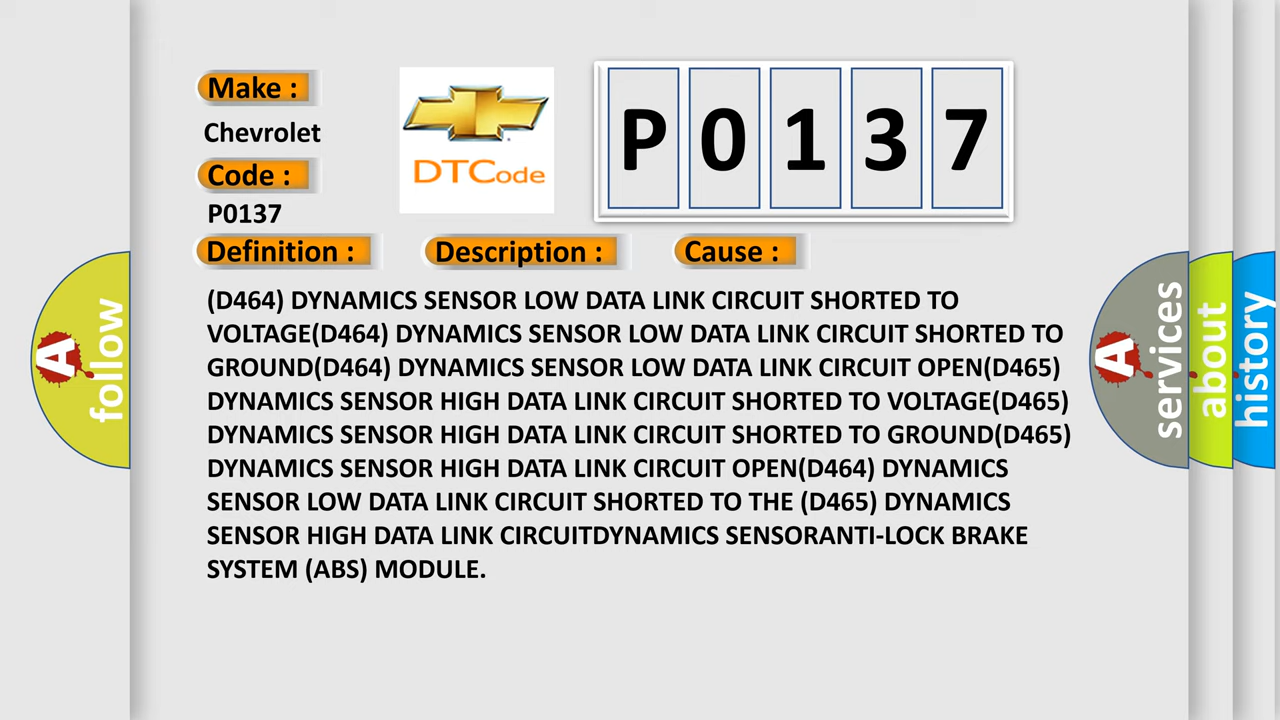 Make :
Chevrolet
Code :
P0137
DTCode
P0137
Definition :
Description :
Cause :
(D464) DYNAMICS SENSOR LOW DATA LINK CIRCUIT SHORTED TO
VOLTAGE(D464) DYNAMICS SENSOR LOW DATA LINK CIRCUIT SHORTED TO
GROUND(D464) DYNAMICS SENSOR LOW DATA LINK CIRCUIT OPEN(D465)
DYNAMICS SENSOR HIGH DATA LINK CIRCUIT SHORTED TO VOLTAGE(D465)
DYNAMICS SENSOR HIGH DATA LINK CIRCUIT SHORTED TO GROUND(D465)
DYNAMICS SENSOR HIGH DATA LINK CIRCUIT OPEN(D464) DYNAMICS
SENSOR LOW DATA LINK CIRCUIT SHORTED TO THE (D465) DYNAMICS
SENSOR HIGH DATA LINK CIRCUITDYNAMICS SENSORANTI-LOCK BRAKE
SYSTEM (ABS) MODULE.
A follow
A services
about
history